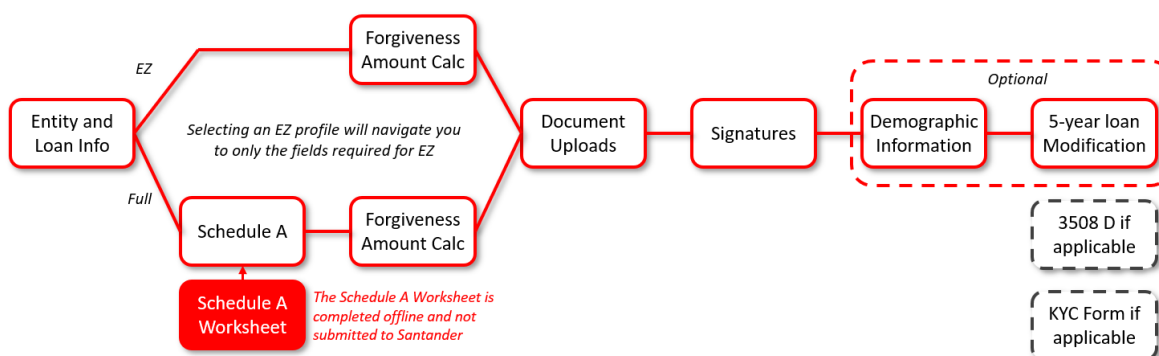 EZ
Forgiveness
Amount Calc
Optional
Entity and
Loan Info
Selecting an EZ profile will navigate you
to only the fields required for EZ
Document
Uploads
Signatures
Demographic
Information
5-year loan
Modification
Full
Schedule A
Forgiveness
Amount Calc
3508 D if
applicable
Schedule A
Worksheet
The Schedule A Worksheet is
completed offline and not
submitted to Santander
KYC Form if
applicable